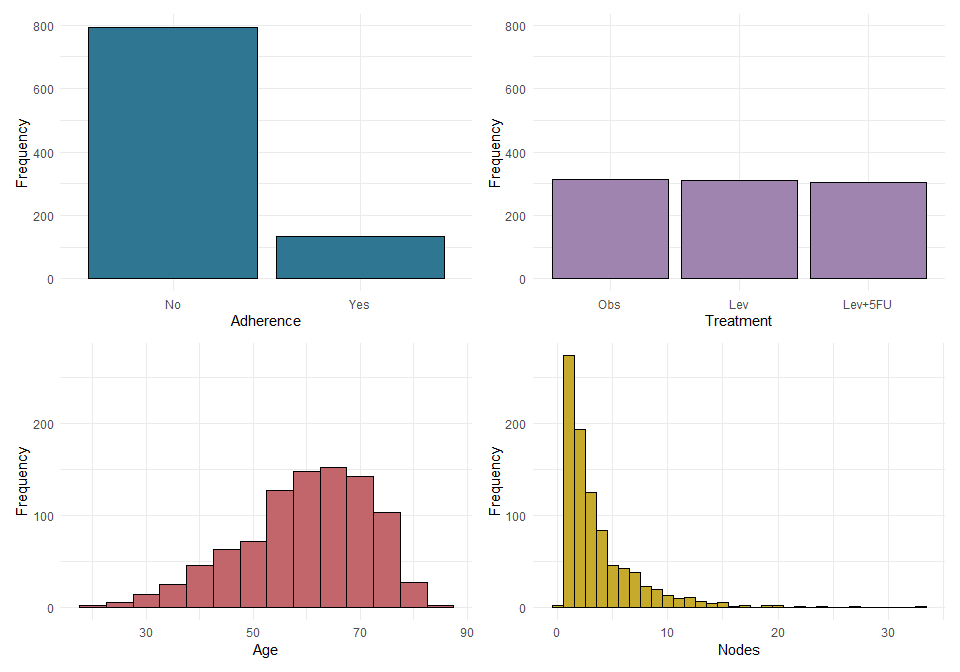 800
600
400
200
0
Frequency
No
Yes
Adherence
800
600
400
200
0
Frequency
Obs
Lev
Lev+5FU
Treatment
200
100
0
Frequency
30
50
70
90
Age
200
100
0
Frequency
0
10
20
30
Nodes